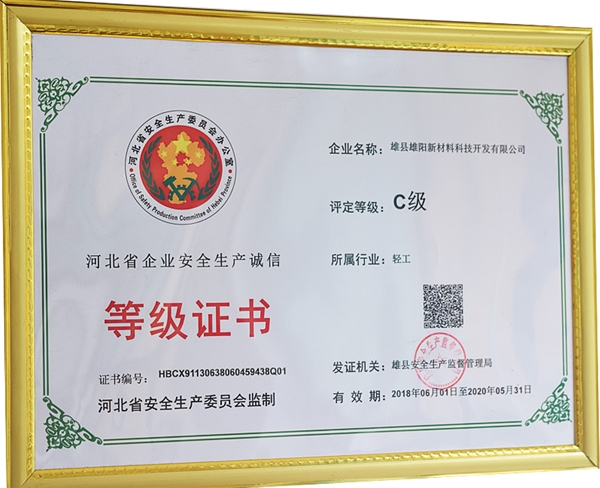 河北省安全生产委员会办公室
Office of Safety Production Committee of Hebei Province
河北省企业安全生产诚信
等级证书
证书编号： HBCX91130638060459438Q01
河北省安全生产委员会监制
企业名称： 雄县雄阳新材料科技开发有限公司
评定等级： C级
所属行业： 轻工
发证机关： 雄县安全生产监督管理局
有 效 期： 2018年06月01日至2020年05月31日